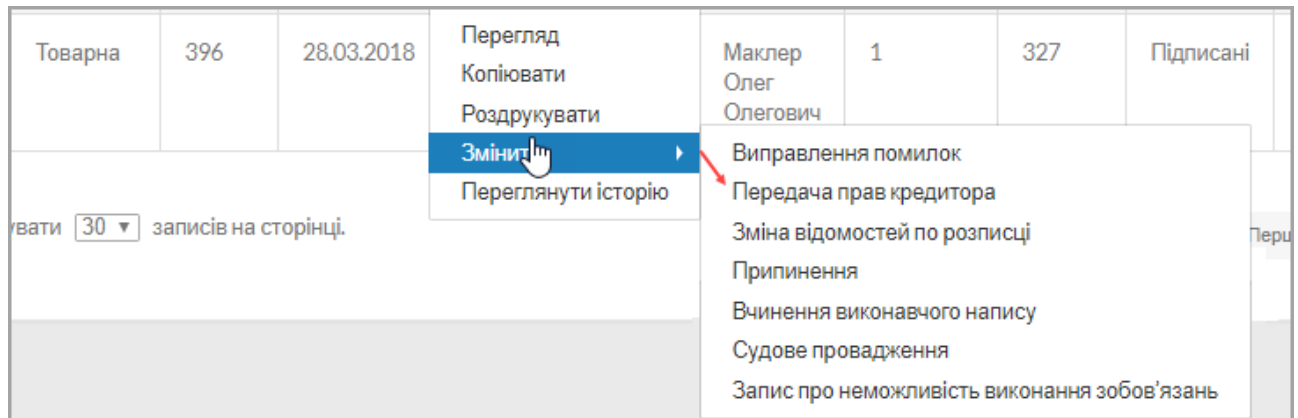 Товарна 396 28.03.2018 Маклер 1 327 Підписані
Олег
Олегович
Перегляд
Копіювати
Роздрукувати
Змінит
Переглянути історію
Виправлення помилок
Передача прав кредитора
Зміна відомостей по розписці
Припинення
Вчинення виконавчого напису
Судове провадження
Запис про неможливість виконання зобов'язань
30 записів на сторінці.